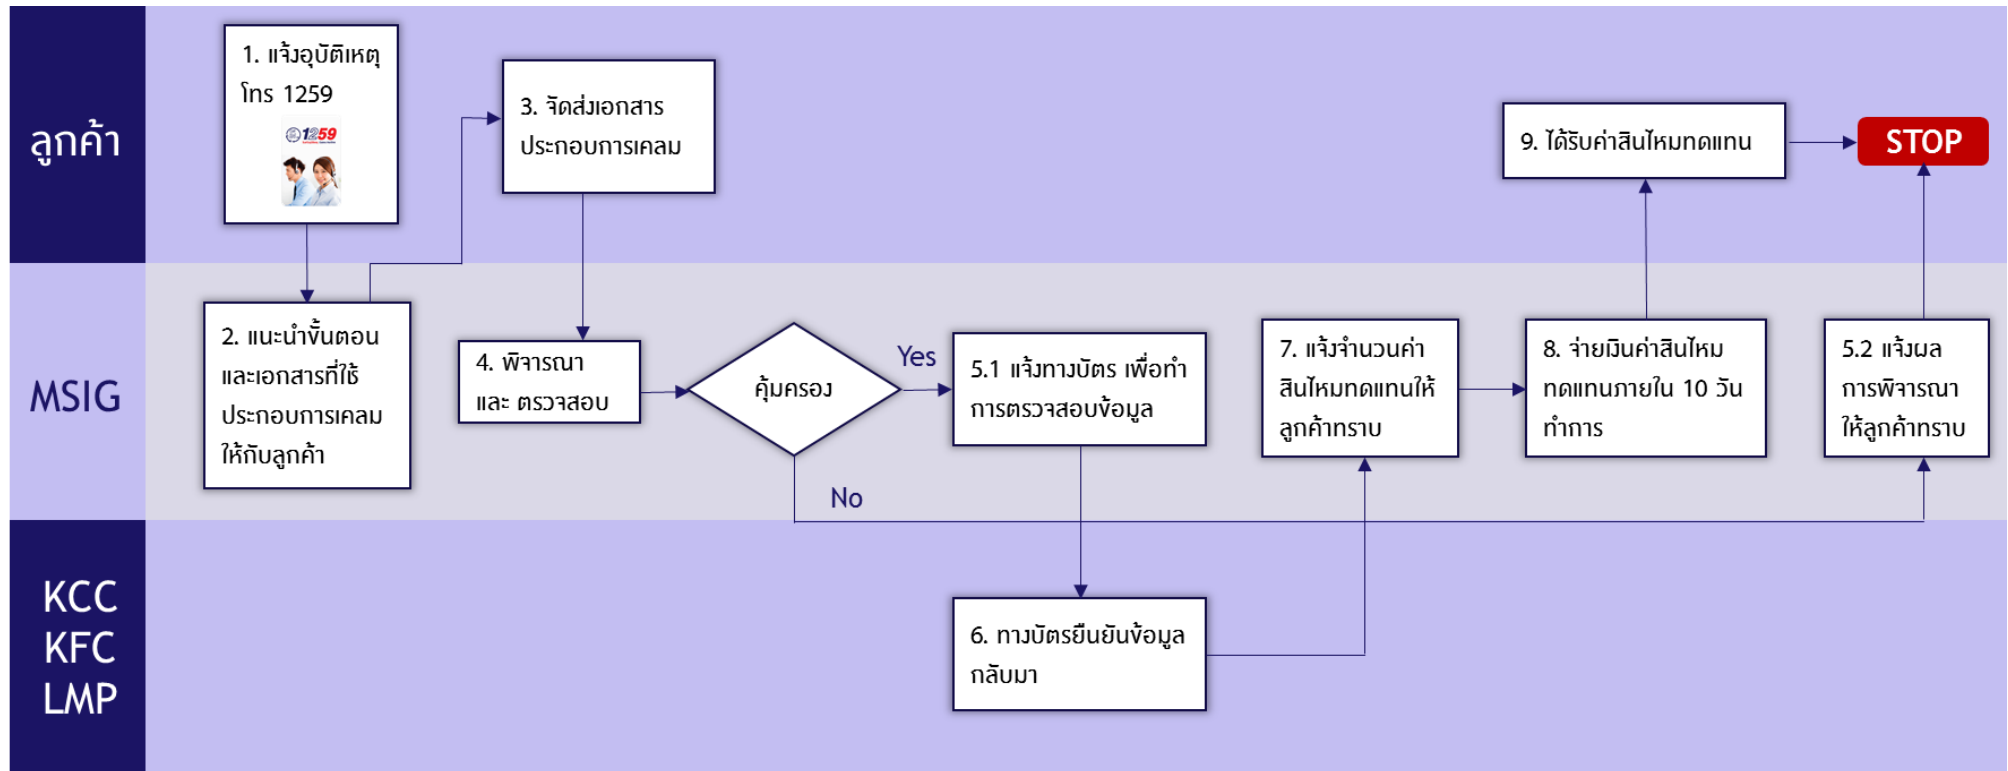 ลูกค้า
1. แจ้งอุบัติเหตุ
โทร 1259
1259
3. จัดส่งเอกสาร
ประกอบการเคลม
9. ได้รับค่าสินไหมทดแทน
STOP
MSIG
2. แนะนำขั้นตอน
และเอกสารที่ใช้
ประกอบการเคลม
ให้กับลูกค้า
4. พิจารณา
และ ตรวจสอบ
คุ้มครอง
Yes
No
5.1 แจ้งทางบัตร เพื่อทำ
การตรวจสอบข้อมูล
7. แจ้งจำนวนค่า
สินไหมทดแทนให้
ลูกค้าทราบ
8. จ่ายเงินค่าสินไหม
ทดแทนภายใน 10 วัน
ทำการ
5.2 แจ้งผล
การพิจารณา
ให้ลูกค้าทราบ
KCC
KFC
LMP
6. ทางบัตรยืนยันข้อมูล
กลับมา